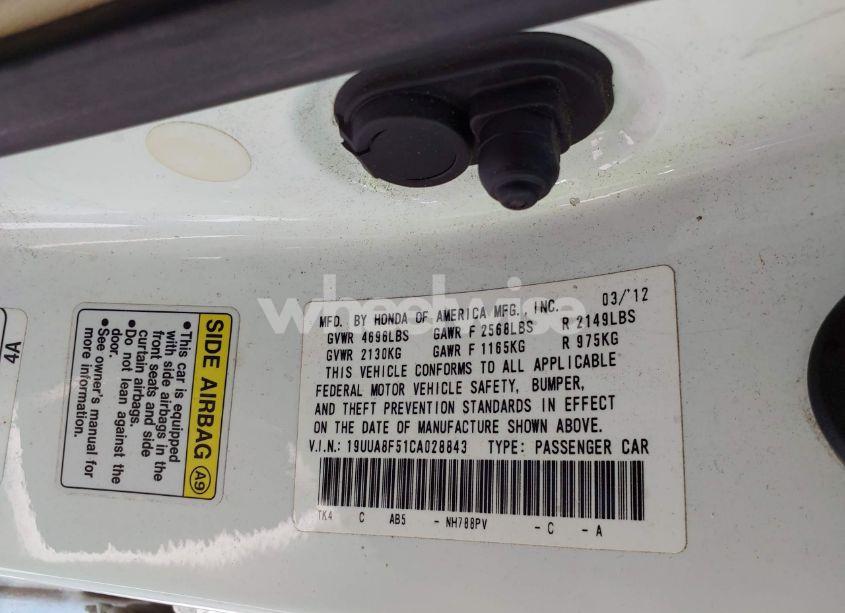 wheelwise
MFD. BY HONDA OF AMERICA MFG., INC. 03/'12
GVWR 4696LBS GAWR F 2568LBS R 2149LBS
GVWR 2130KG GAWR F 1165KG R 975KG
THIS VEHICLE CONFORMS TO ALL APPLICABLE
FEDERAL MOTOR VEHICLE SAFETY, BUMPER,
AND THEFT PREVENTION STANDARDS IN EFFECT
ON THE DATE OF MANUFACTURE SHOWN ABOVE.
V.I.N.: 19UUA8F51CA028843 TYPE: PASSENGER CAR
TK4 C AB5 - NH788PV - C - A
SIDE AIRBAG A9
•This car is equipped
with side airbags in the
front seats and side
curtain airbags.
•Do not lean against the
door.
•See owner's manual for
more information.
4A